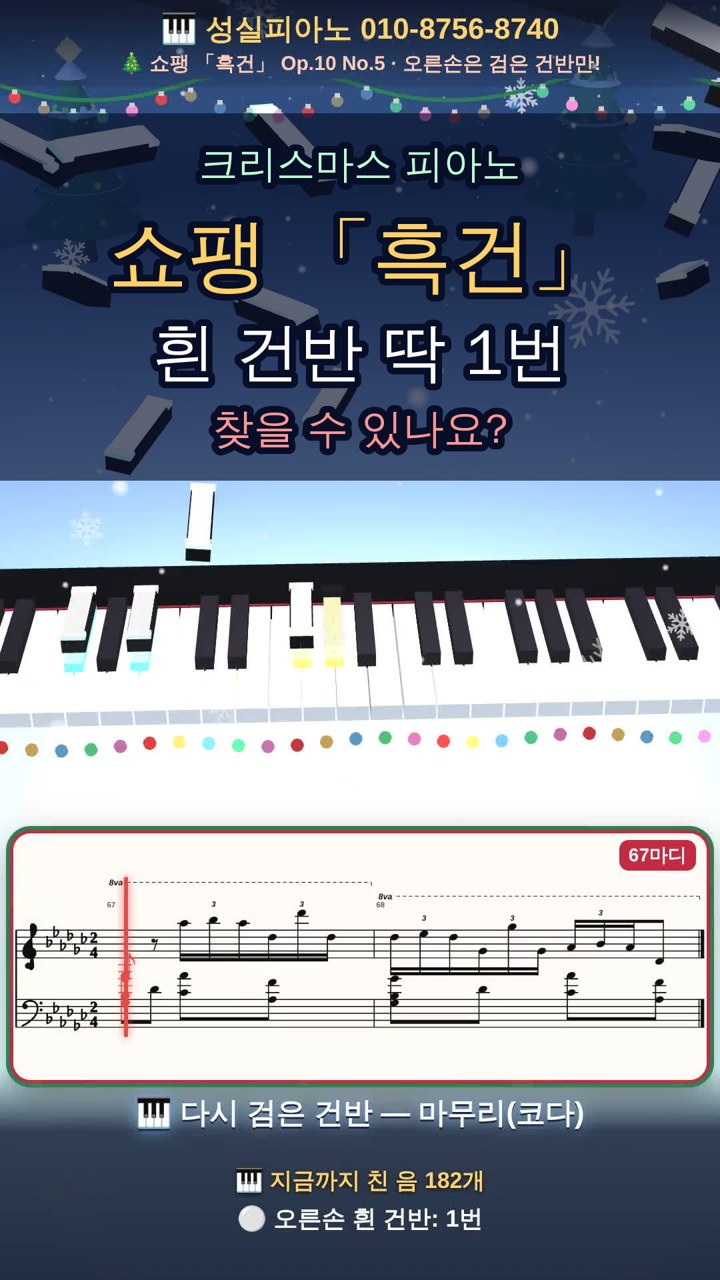 🎹 성실피아노 010-8756-8740
🎄 쇼팽 「흑건」 Op.10 No.5 · 오른손은 검은 건반만!
크리스마스 피아노
쇼팽 「흑건」
흰 건반 딱 1번
찾을 수 있나요?
67마디
8va
8va
67
68
3
3
3
3
3
2
4
2
4
🎹 다시 검은 건반 — 마무리(코다)
🎹 지금까지 친 음 182개
⚪ 오른손 흰 건반: 1번